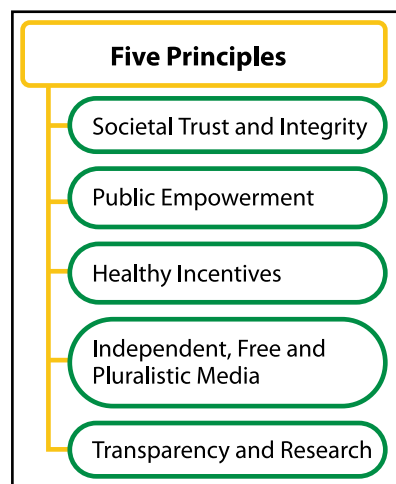 Five Principles
Societal Trust and Integrity
Public Empowerment
Healthy Incentives
Independent, Free and
Pluralistic Media
Transparency and Research